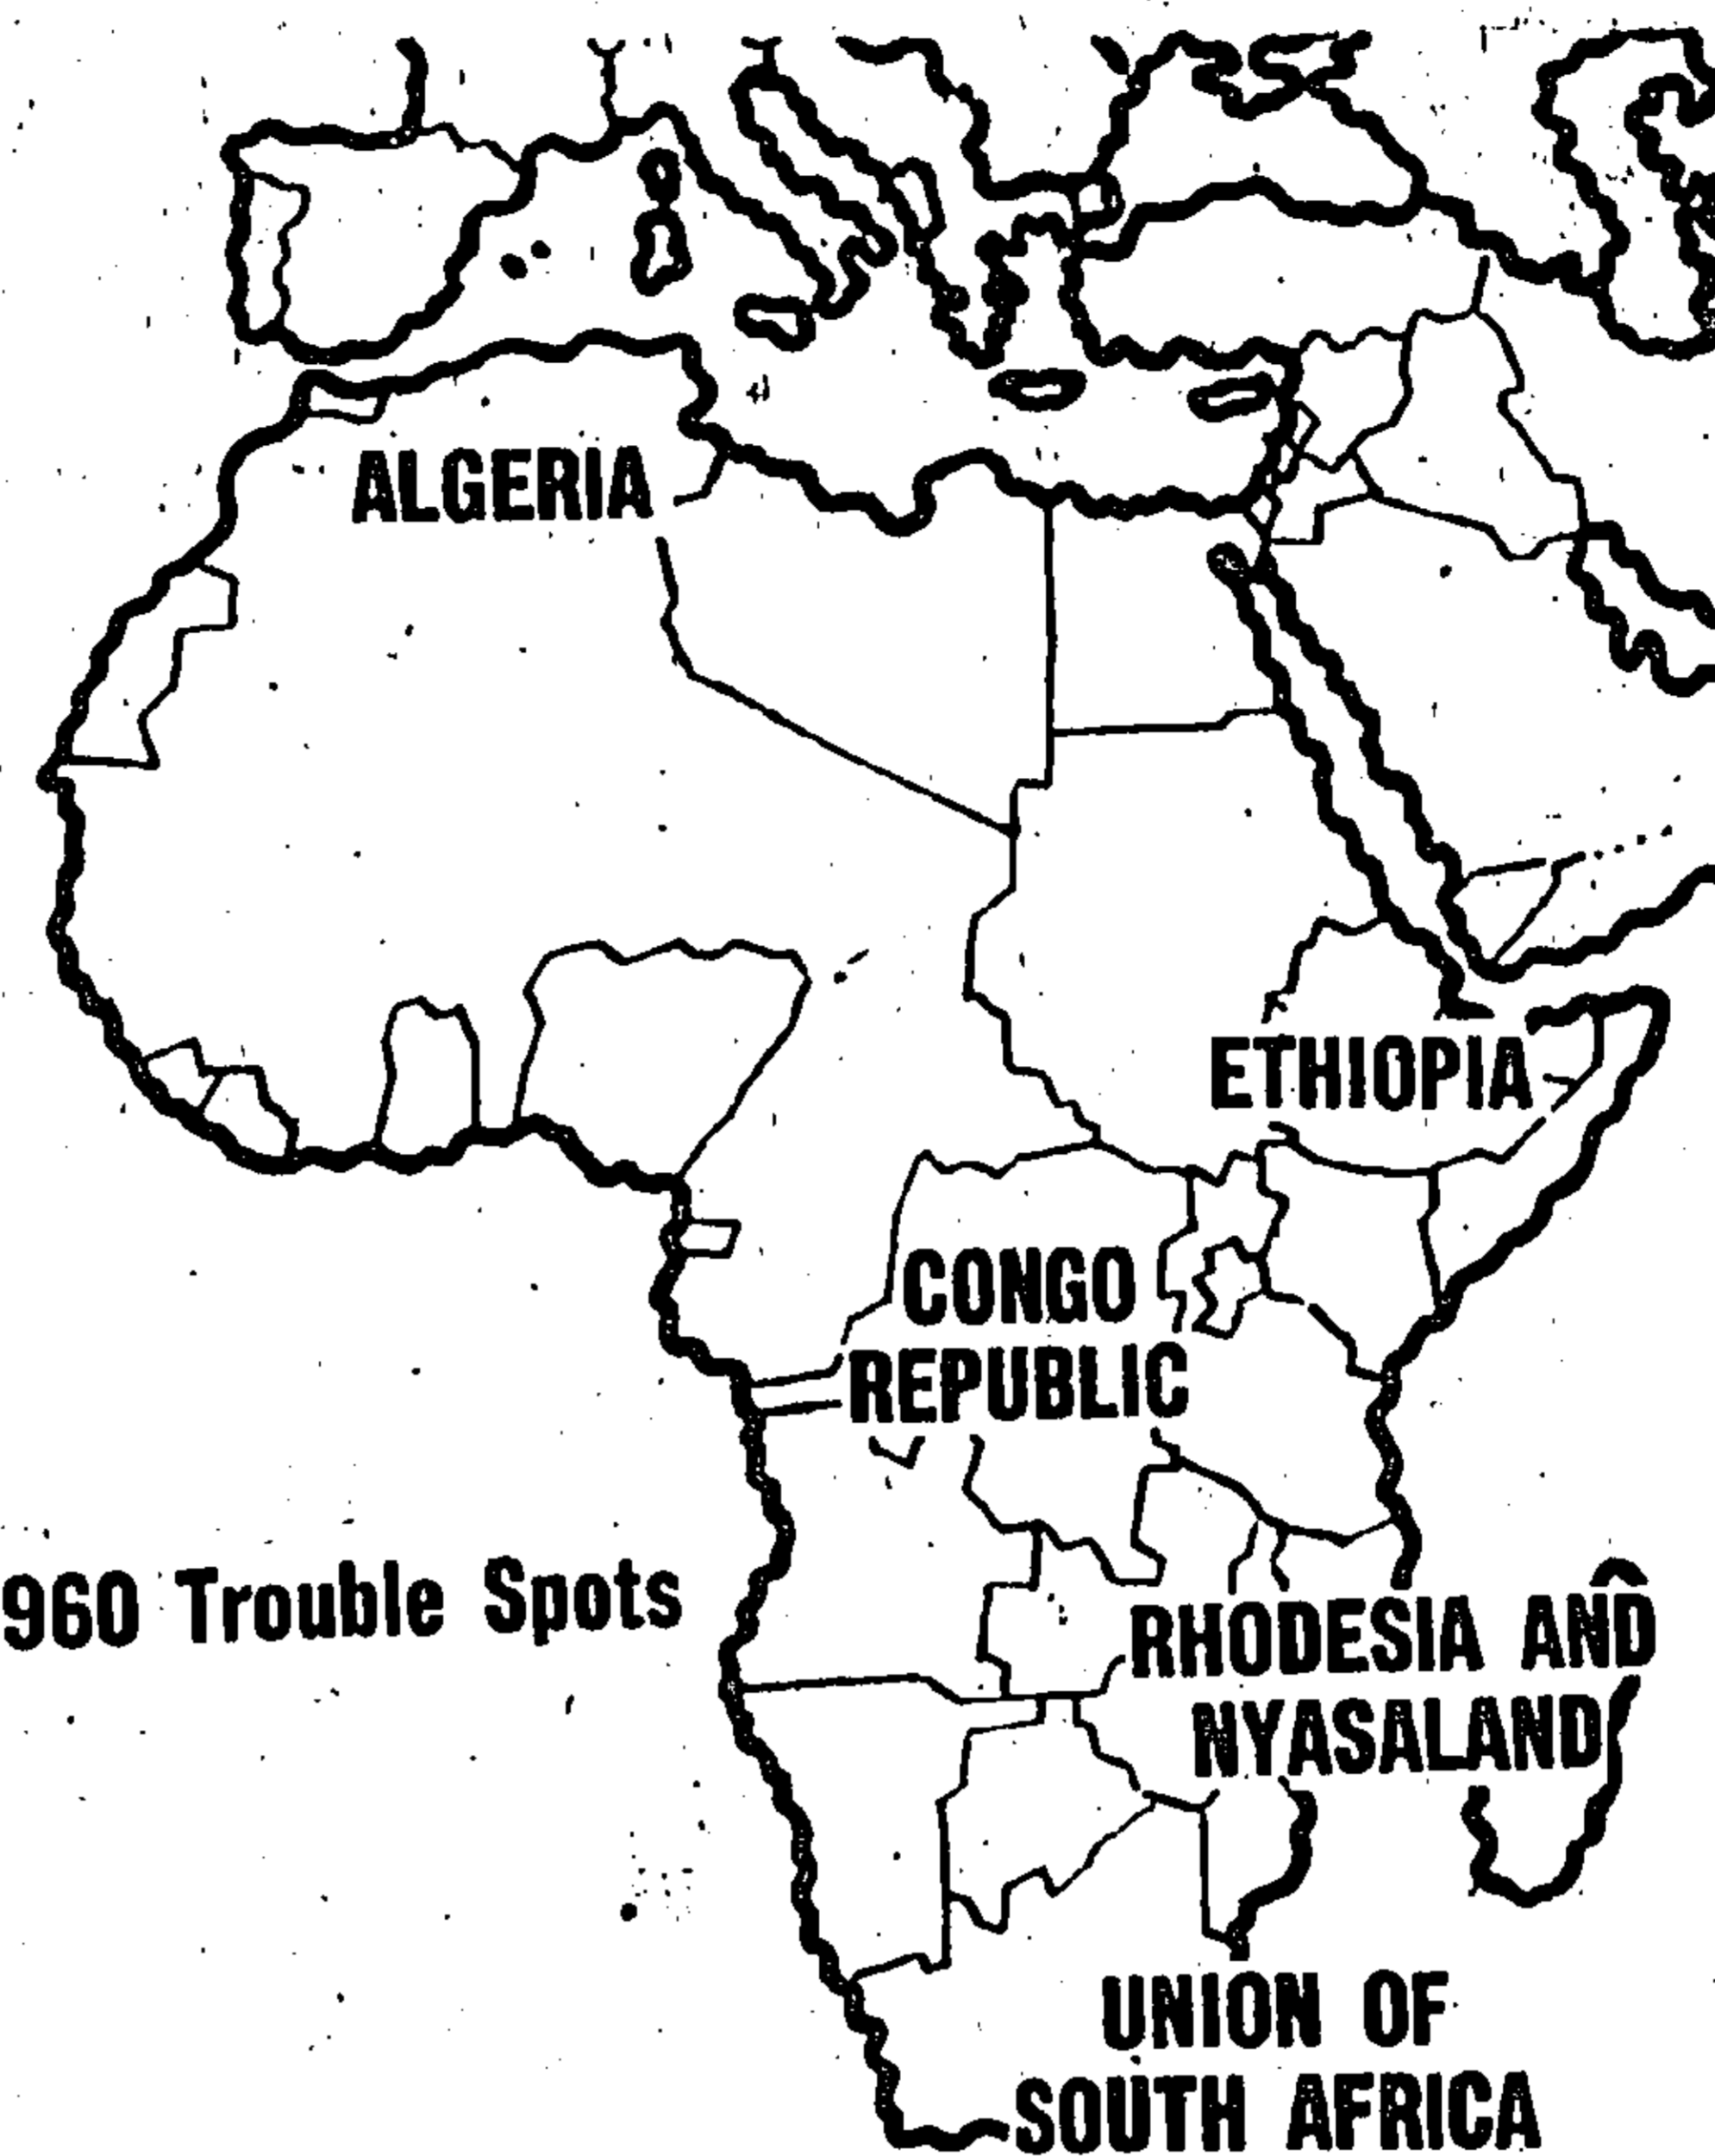 ALGERIA
ETHIOPIA
CONGO
REPUBLIC
960 Trouble Spots
RHODESIA AND
NYASALAND
UNION OF
SOUTH AFRICA